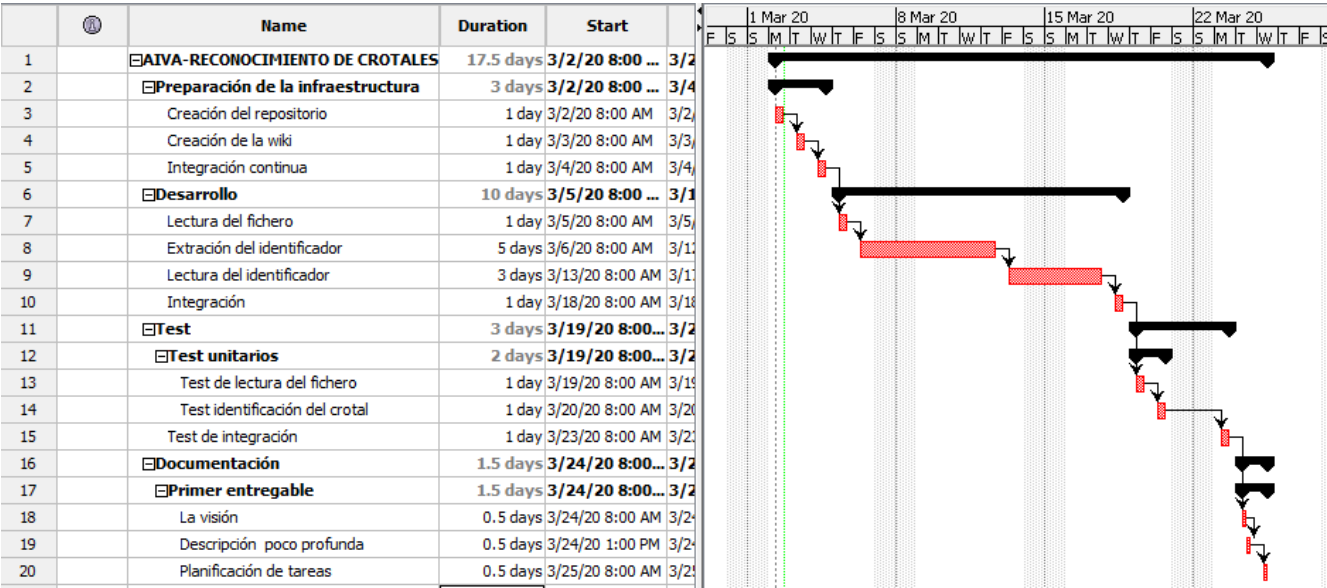 Name Duration Start
1 Mar 20 8 Mar 20 15 Mar 20 22 Mar 20
F S S M T W T F S S M T W T F S S M T W T F S S M T W T F S
1 AIVA-RECONOCIMIENTO DE CROTALES 17.5 days 3/2/20 8:00 ... 3/2
2 Preparación de la infraestructura 3 days 3/2/20 8:00 ... 3/4
3 Creación del repositorio 1 day 3/2/20 8:00 AM 3/2/
4 Creación de la wiki 1 day 3/3/20 8:00 AM 3/3/
5 Integración continua 1 day 3/4/20 8:00 AM 3/4/
6 Desarrollo 10 days 3/5/20 8:00 ... 3/1
7 Lectura del fichero 1 day 3/5/20 8:00 AM 3/5/
8 Extración del identificador 5 days 3/6/20 8:00 AM 3/12
9 Lectura del identificador 3 days 3/13/20 8:00 AM 3/17
10 Integración 1 day 3/18/20 8:00 AM 3/18
11 Test 3 days 3/19/20 8:00... 3/2
12 Test unitarios 2 days 3/19/20 8:00... 3/2
13 Test de lectura del fichero 1 day 3/19/20 8:00 AM 3/19
14 Test identificación del crotal 1 day 3/20/20 8:00 AM 3/20
15 Test de integración 1 day 3/23/20 8:00 AM 3/23
16 Documentación 1.5 days 3/24/20 8:00... 3/2
17 Primer entregable 1.5 days 3/24/20 8:00... 3/2
18 La visión 0.5 days 3/24/20 8:00 AM 3/24
19 Descripción poco profunda 0.5 days 3/24/20 1:00 PM 3/24
20 Planificación de tareas 0.5 days 3/25/20 8:00 AM 3/25